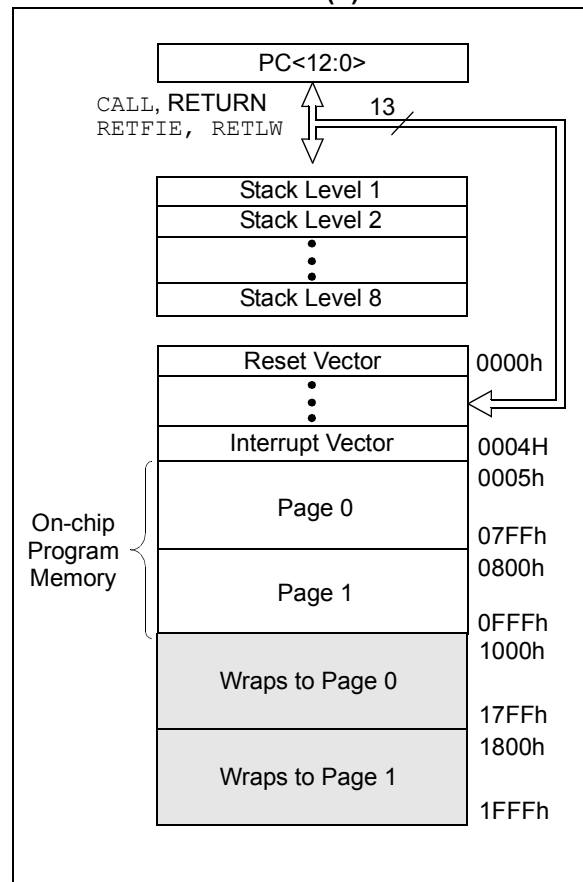 PC<12:0>
CALL, RETURN
RETFIE, RETLW
13
Stack Level 1
Stack Level 2
Stack Level 8
Reset Vector
0000h
Interrupt Vector
0004H
0005h
On-chip
Program
Memory
Page 0
07FFh
0800h
Page 1
0FFFh
1000h
Wraps to Page 0
17FFh
1800h
Wraps to Page 1
1FFFh